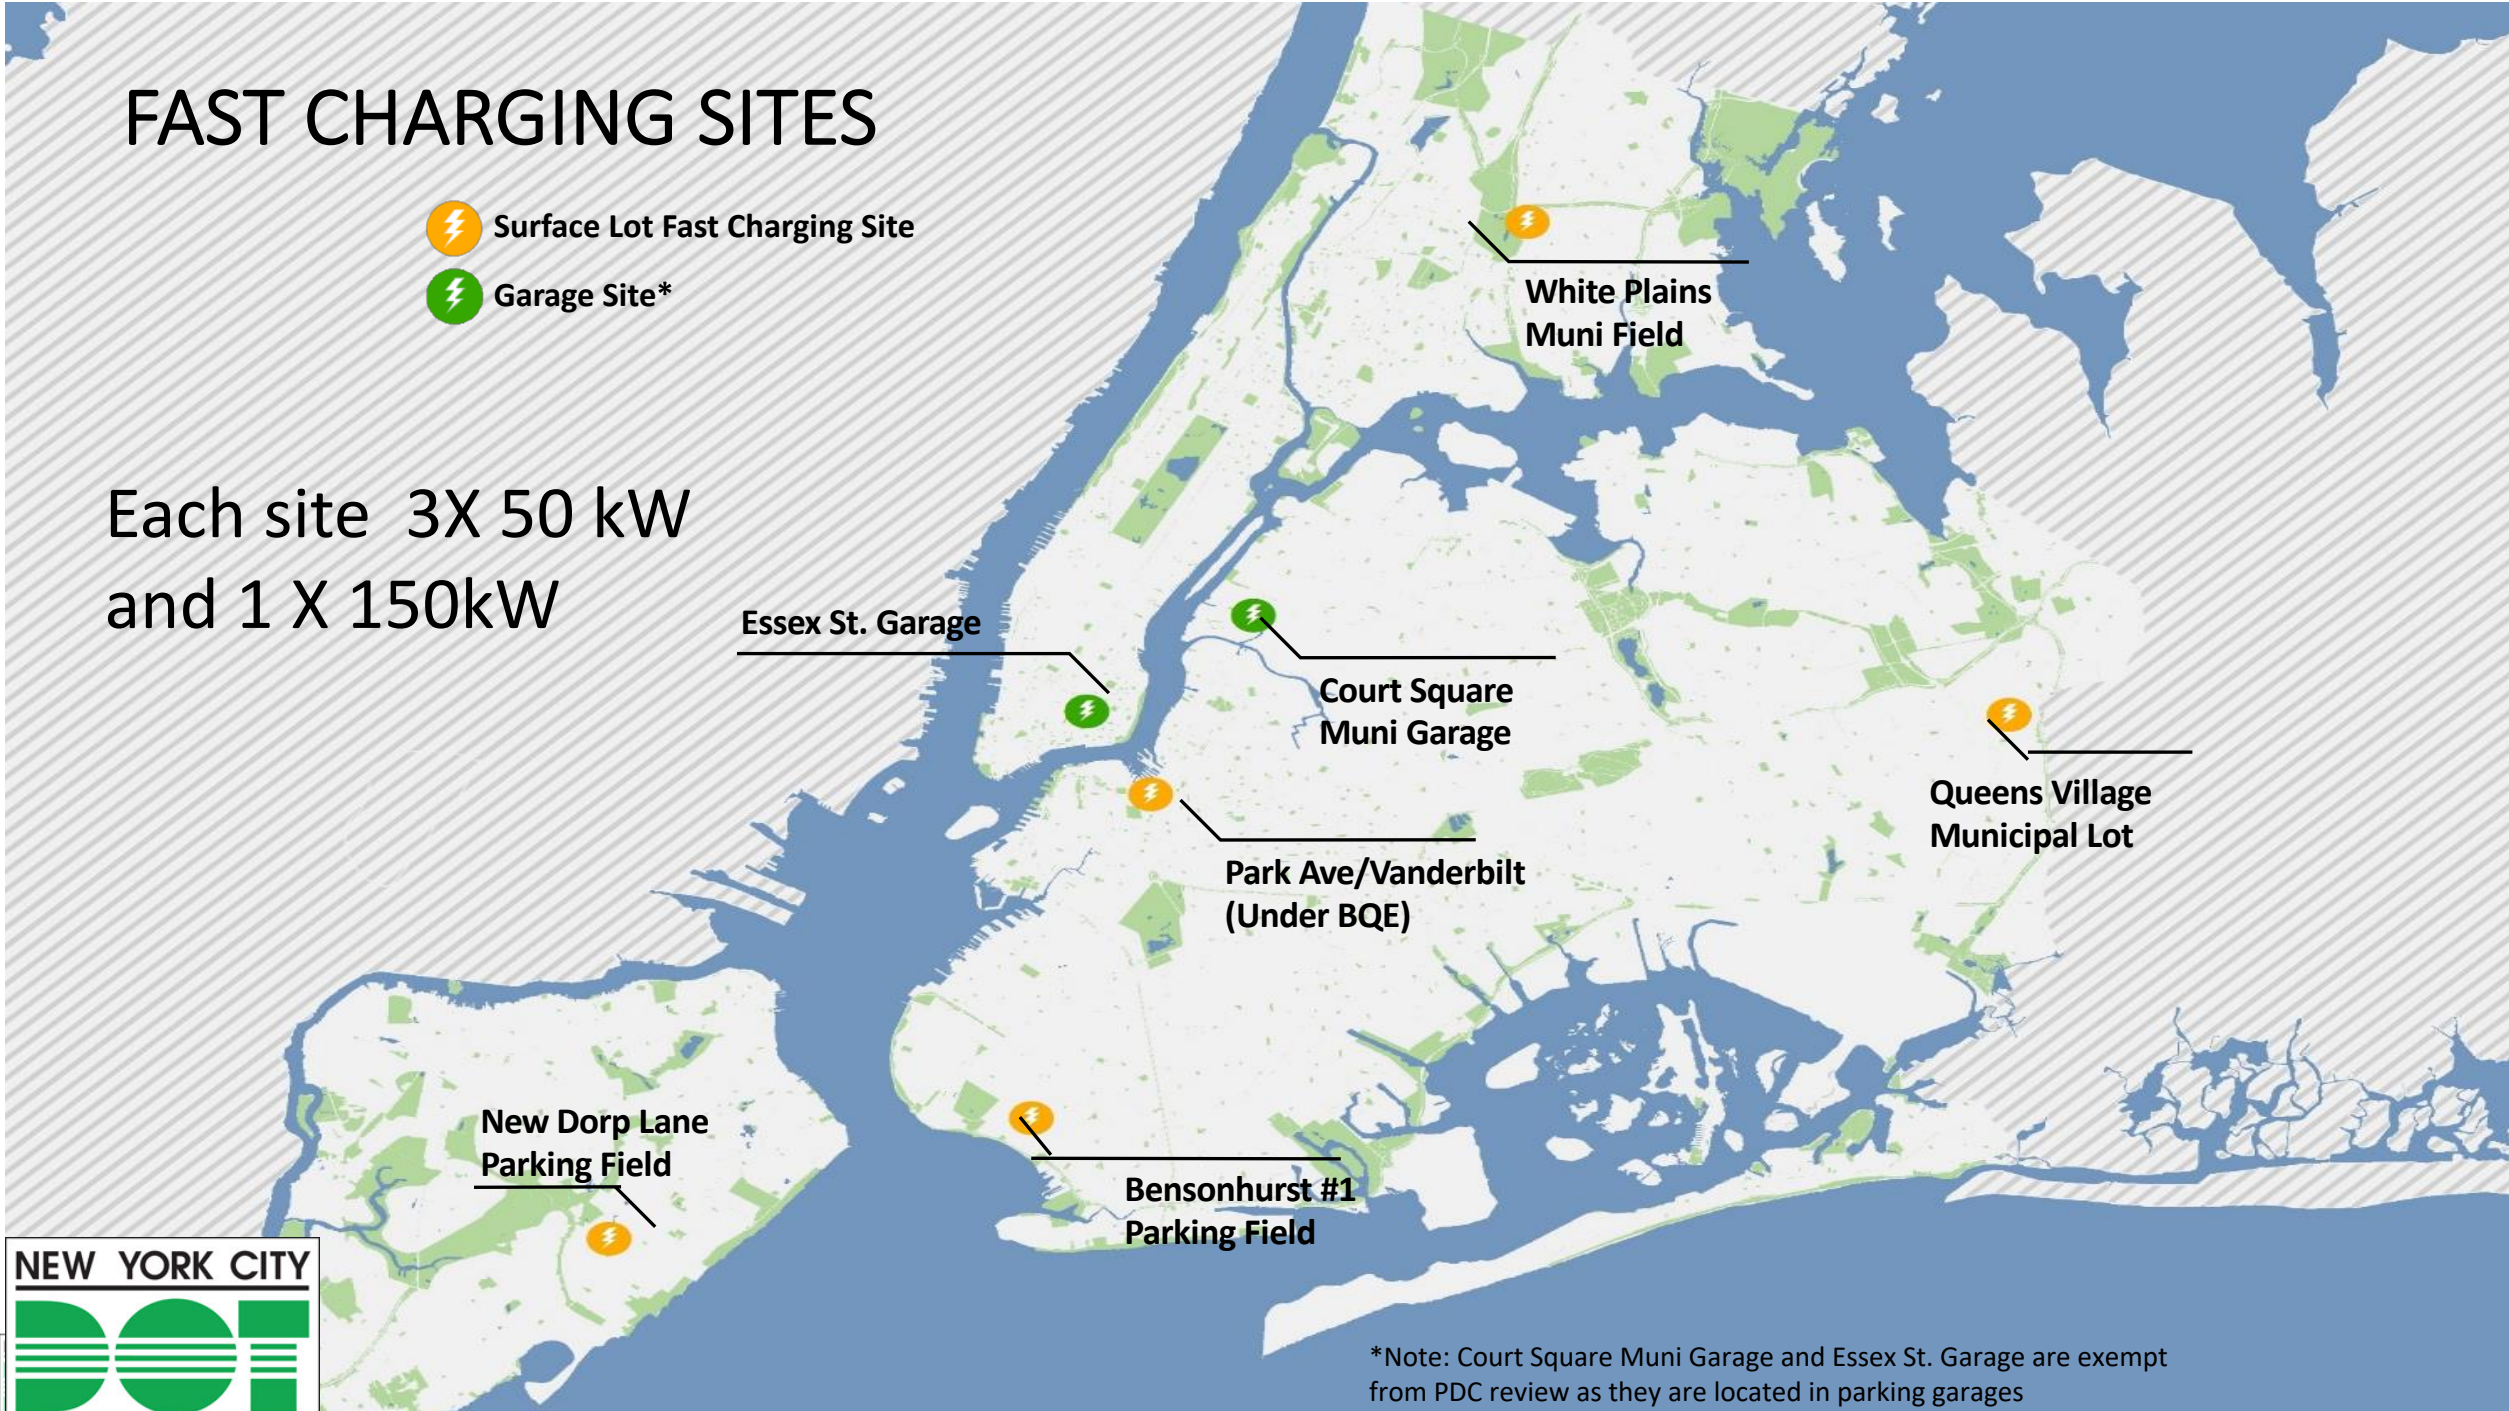 FAST CHARGING SITES
Surface Lot Fast Charging Site
Garage Site*
White Plains
Muni Field
Each site 3X 50 kW
and 1 X 150kW
Essex St. Garage
Court Square
Muni Garage
Queens Village
Municipal Lot
Park Ave/Vanderbilt
(Under BQE)
New Dorp Lane
Parking Field
Bensonhurst #1
Parking Field
NEW YORK CITY
DOT
*Note: Court Square Muni Garage and Essex St. Garage are exempt
from PDC review as they are located in parking garages